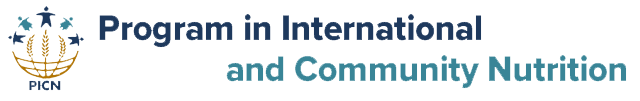 Program in International
and Community Nutrition
PICN